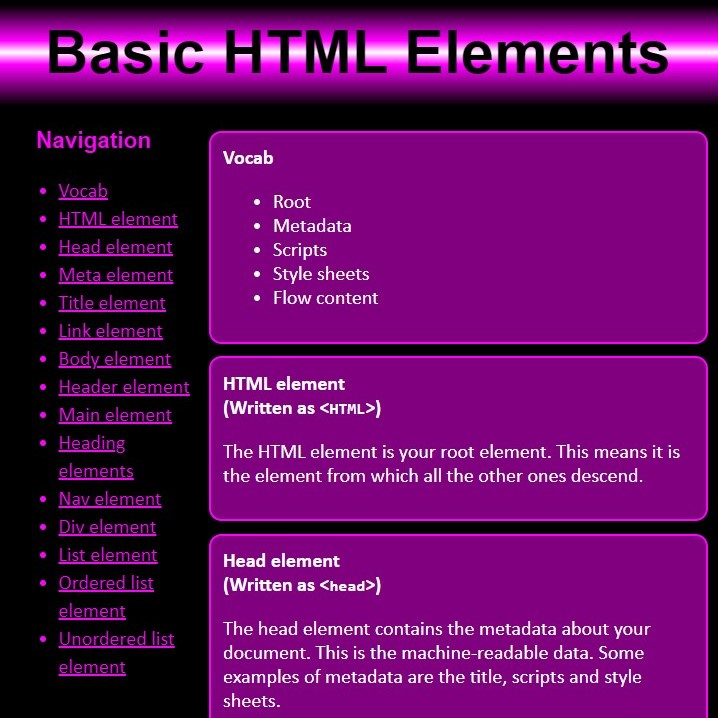 Basic HTML Elements
Navigation
Vocab
HTML element
Head element
Meta element
Title element
Link element
Body element
Header element
Main element
Heading
elements
Nav element
Div element
List element
Ordered list
element
Unordered list
element
Vocab
Root
Metadata
Scripts
Style sheets
Flow content
HTML element
(Written as <HTML>)
The HTML element is your root element. This means it is
the element from which all the other ones descend.
Head element
(Written as <head>)
The head element contains the metadata about your
document. This is the machine-readable data. Some
examples of metadata are the title, scripts and style
sheets.